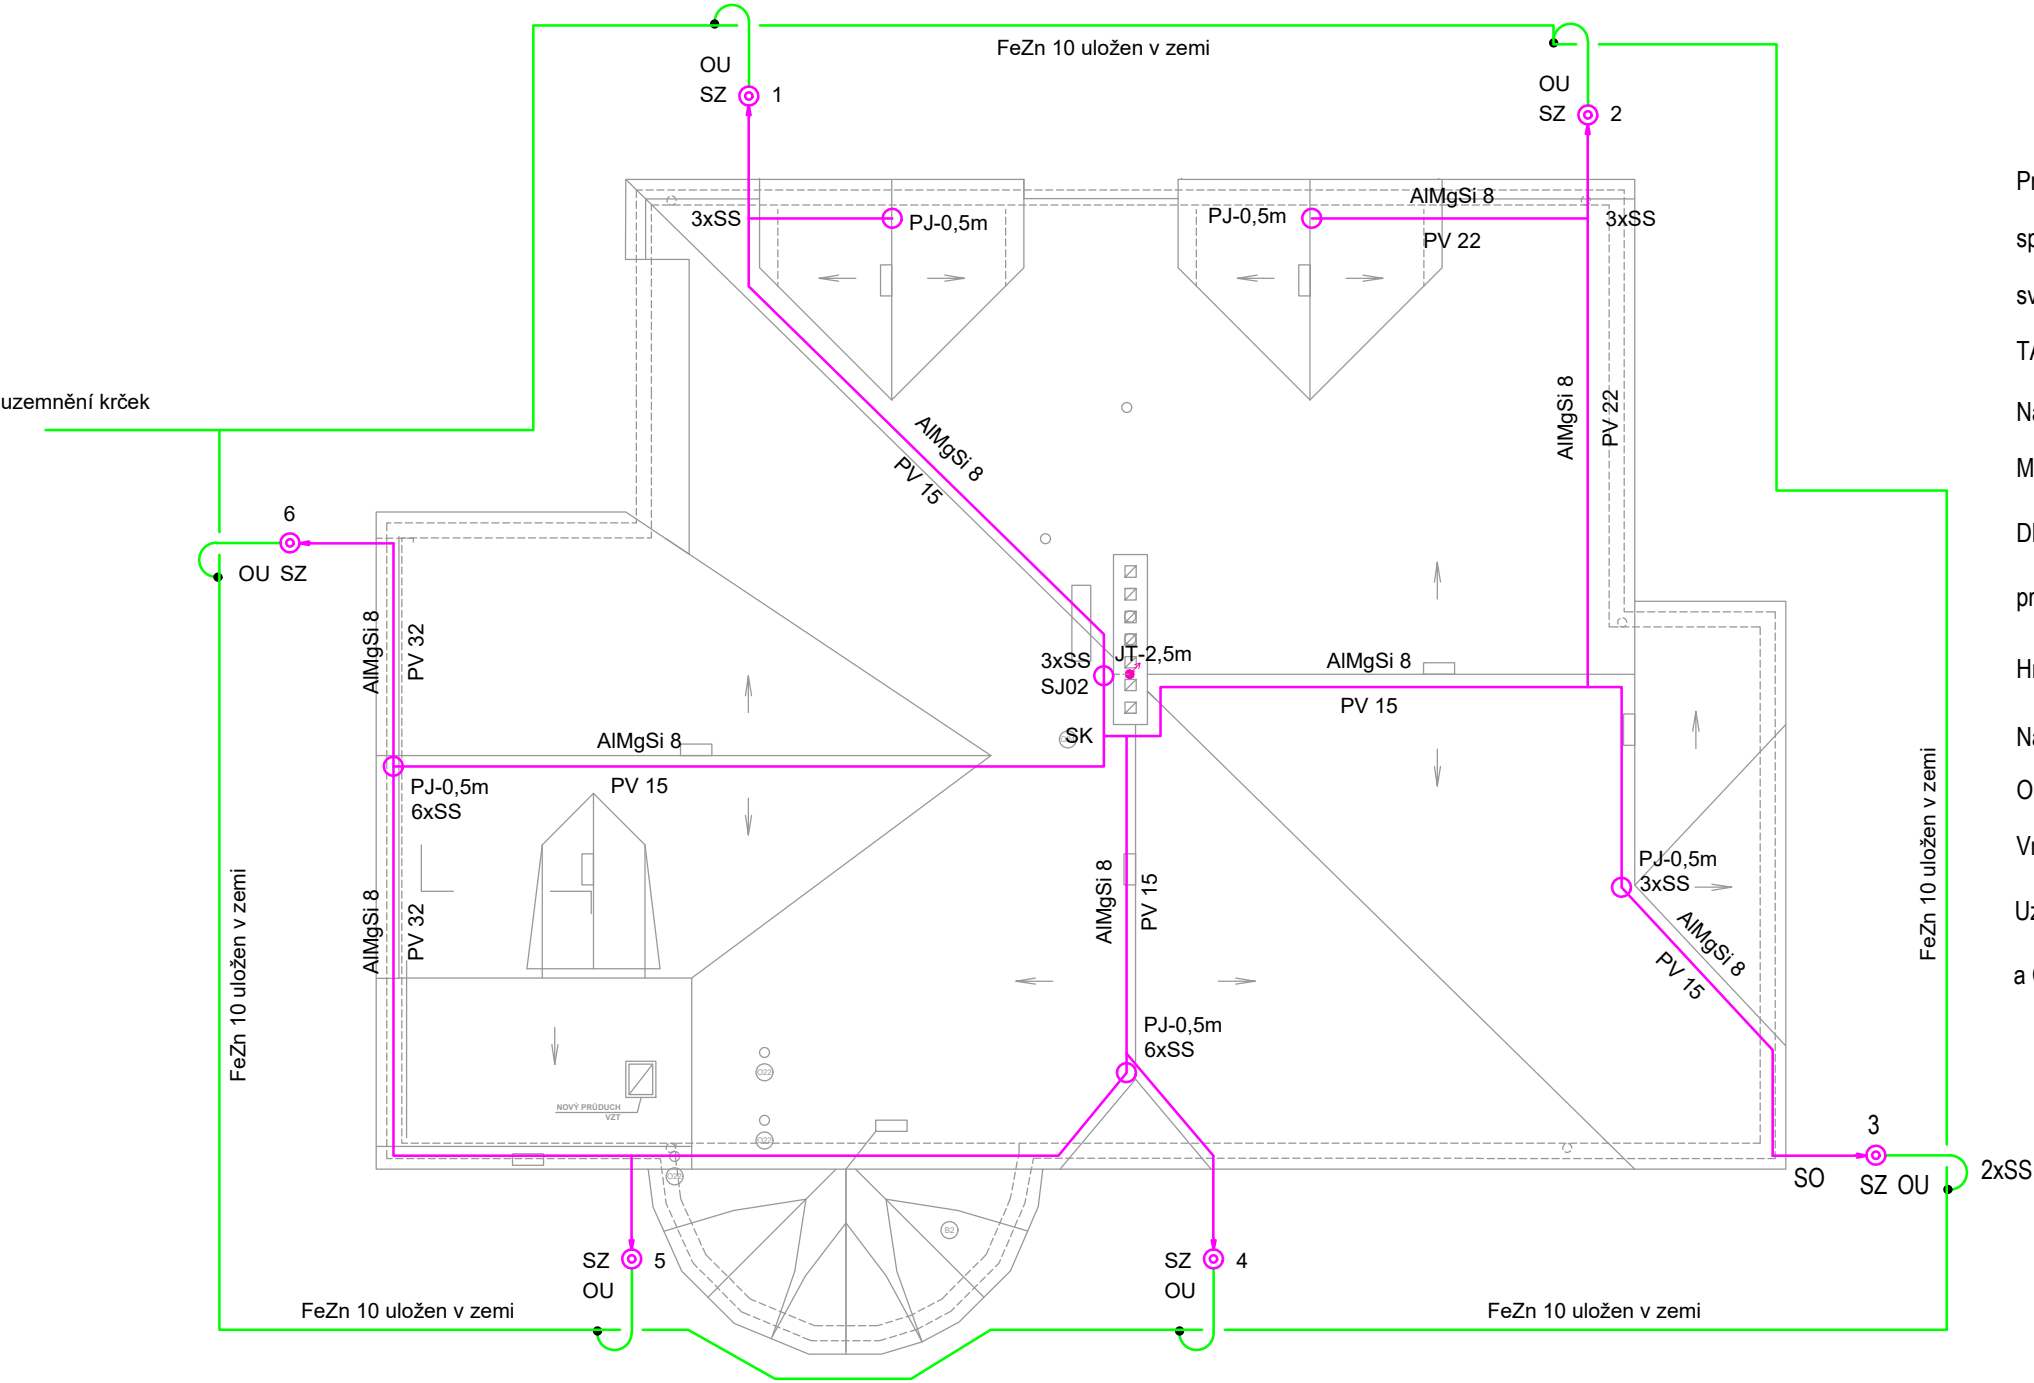 FeZn 10 uložen v zemi
OU
SZ 1
OU
SZ 2
AlMgSi 8
3xSS
PJ-0,5m
PJ-0,5m
3xSS
PV 22
uzemnění krček
AlMgSi 8
PV 15
AlMgSi 8
PV 22
6
OU SZ
AlMgSi 8
PV 32
3xSS
SJ02
JT-2,5m
SK
AlMgSi 8
PV 15
AlMgSi 8
PV 15
PJ-0,5m
6xSS
AlMgSi 8
PV 32
FeZn 10 uložen v zemi
AlMgSi 8
PV 15
PJ-0,5m
3xSS
AlMgSi 8
PV 15
FeZn 10 uložen v zemi
PJ-0,5m
6xSS
NOVÝ PRŮDUCH
VZT
O22
O22
B2
3
SO SZ OU 2xSS
SZ 5
OU
SZ 4
OU
FeZn 10 uložen v zemi
FeZn 10 uložen v zemi